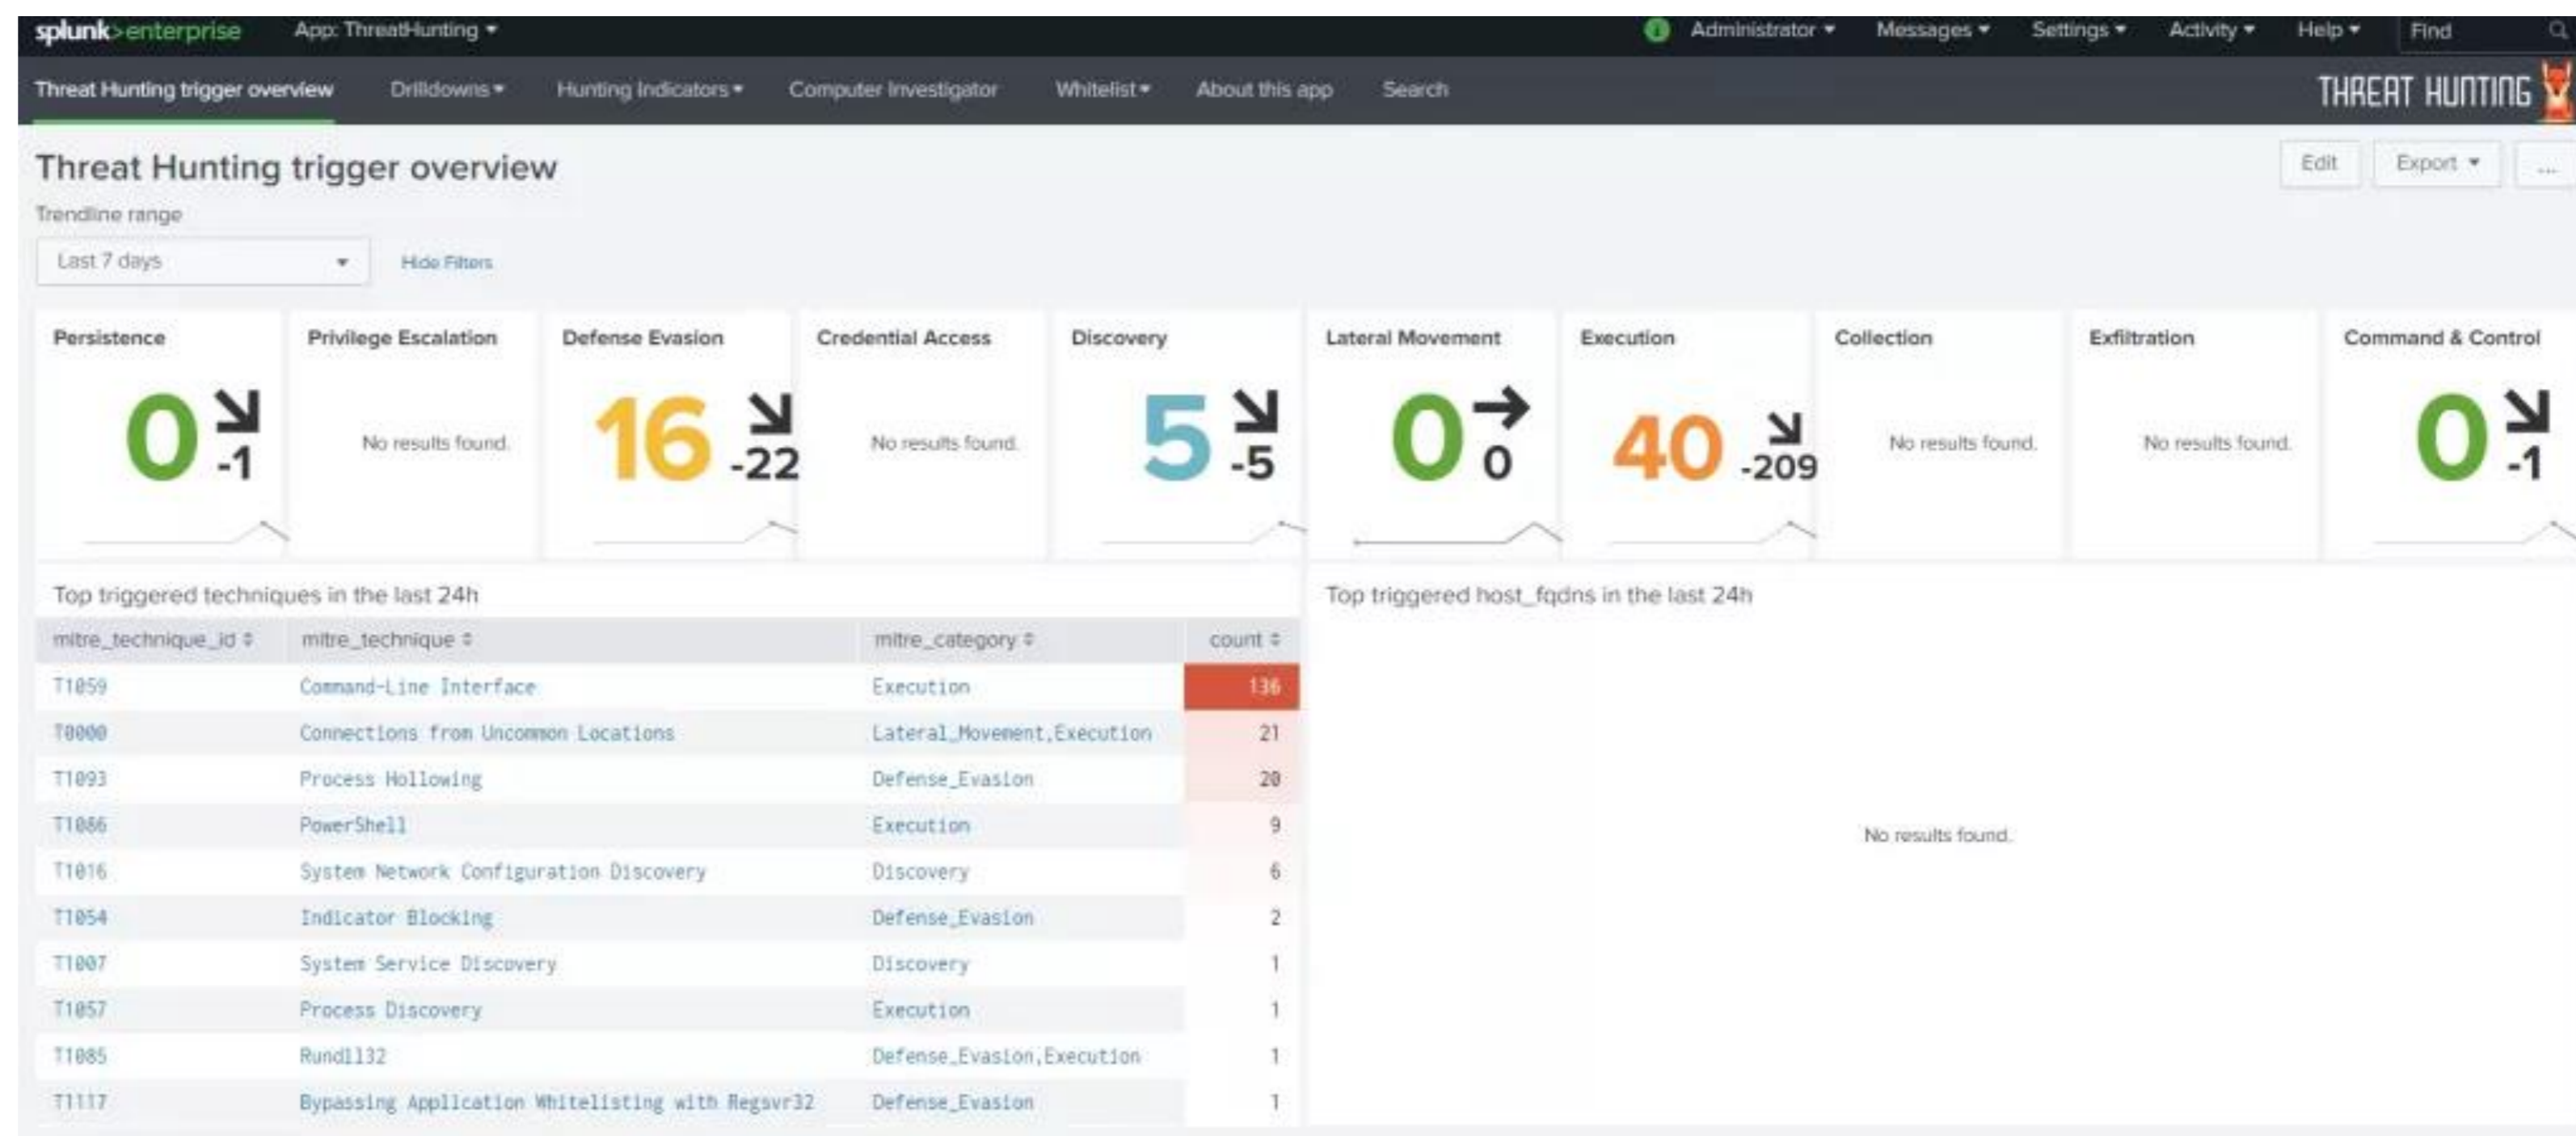 splunk>enterprise App: ThreatHunting Administrator Messages Settings Activity Help Find
Threat Hunting trigger overview Drilldowns Hunting Indicators Computer Investigator Whitelist About this app Search THREAT HUNTING
Threat Hunting trigger overview Edit Export ...
Trendline range
Last 7 days Hide Filters
Persistence Privilege Escalation Defense Evasion Credential Access Discovery Lateral Movement Execution Collection Exfiltration Command & Control
0 -1 No results found. 16 -22 No results found. 5 -5 0 0 40 -209 No results found. No results found. 0 -1
Top triggered techniques in the last 24h Top triggered host_fqdns in the last 24h
mitre_technique_id mitre_technique mitre_category count
T1059 Command-Line Interface Execution 136
T0000 Connections from Uncommon Locations Lateral_Movement,Execution 21
T1093 Process Hollowing Defense_Evasion 20
T1086 PowerShell Execution 9
No results found.
T1016 System Network Configuration Discovery Discovery 6
T1054 Indicator Blocking Defense_Evasion 2
T1007 System Service Discovery Discovery 1
T1057 Process Discovery Execution 1
T1085 Rundll32 Defense_Evasion,Execution 1
T1117 Bypassing Application Whitelisting with Regsvr32 Defense_Evasion 1